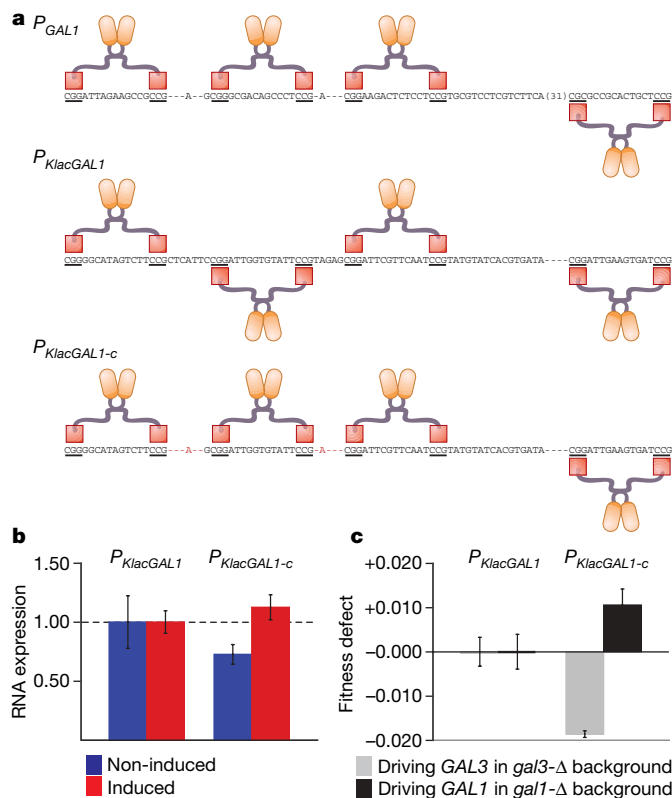 a
P_GAL1
CGGATTAGAAGCCGCCG---A--GCGGGCGACAGCCCTCCG-A---CGGAAGACTCTCCTCCGTGCGTCCTCGTCTTCA(31)CGCGCCGCACTGCTCCG
P_KlacGAL1
CGGGGCATAGTCTTCCGCTCATTCCGGATTGGTGTATTCCGTAGAGCGGATTCGTTCAATCCGTATGTATCACGTGATA----CGGATTGAAGTGATCCG
P_KlacGAL1-c
CGGGGCATAGTCTTCCG---A--GCGGATTGGTGTATTCCG-A---CGGATTCGTTCAATCCGTATGTATCACGTGATA----CGGATTGAAGTGATCCG
b
P_KlacGAL1 P_KlacGAL1-c
1.50
1.00
0.50
RNA expression
Non-induced
Induced
c
P_KlacGAL1 P_KlacGAL1-c
+0.020
+0.010
−0.000
−0.010
−0.020
Fitness defect
Driving GAL3 in gal3-Δ background
Driving GAL1 in gal1-Δ background